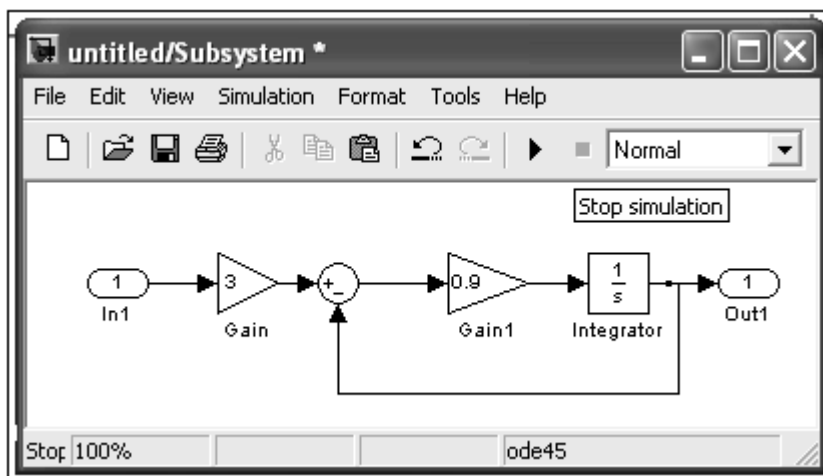 untitled/Subsystem *
File Edit View Simulation Format Tools Help
Normal
Stop simulation
1
In1
3
Gain
+
-
0.9
Gain1
1
s
Integrator
1
Out1
Stop 100% ode45